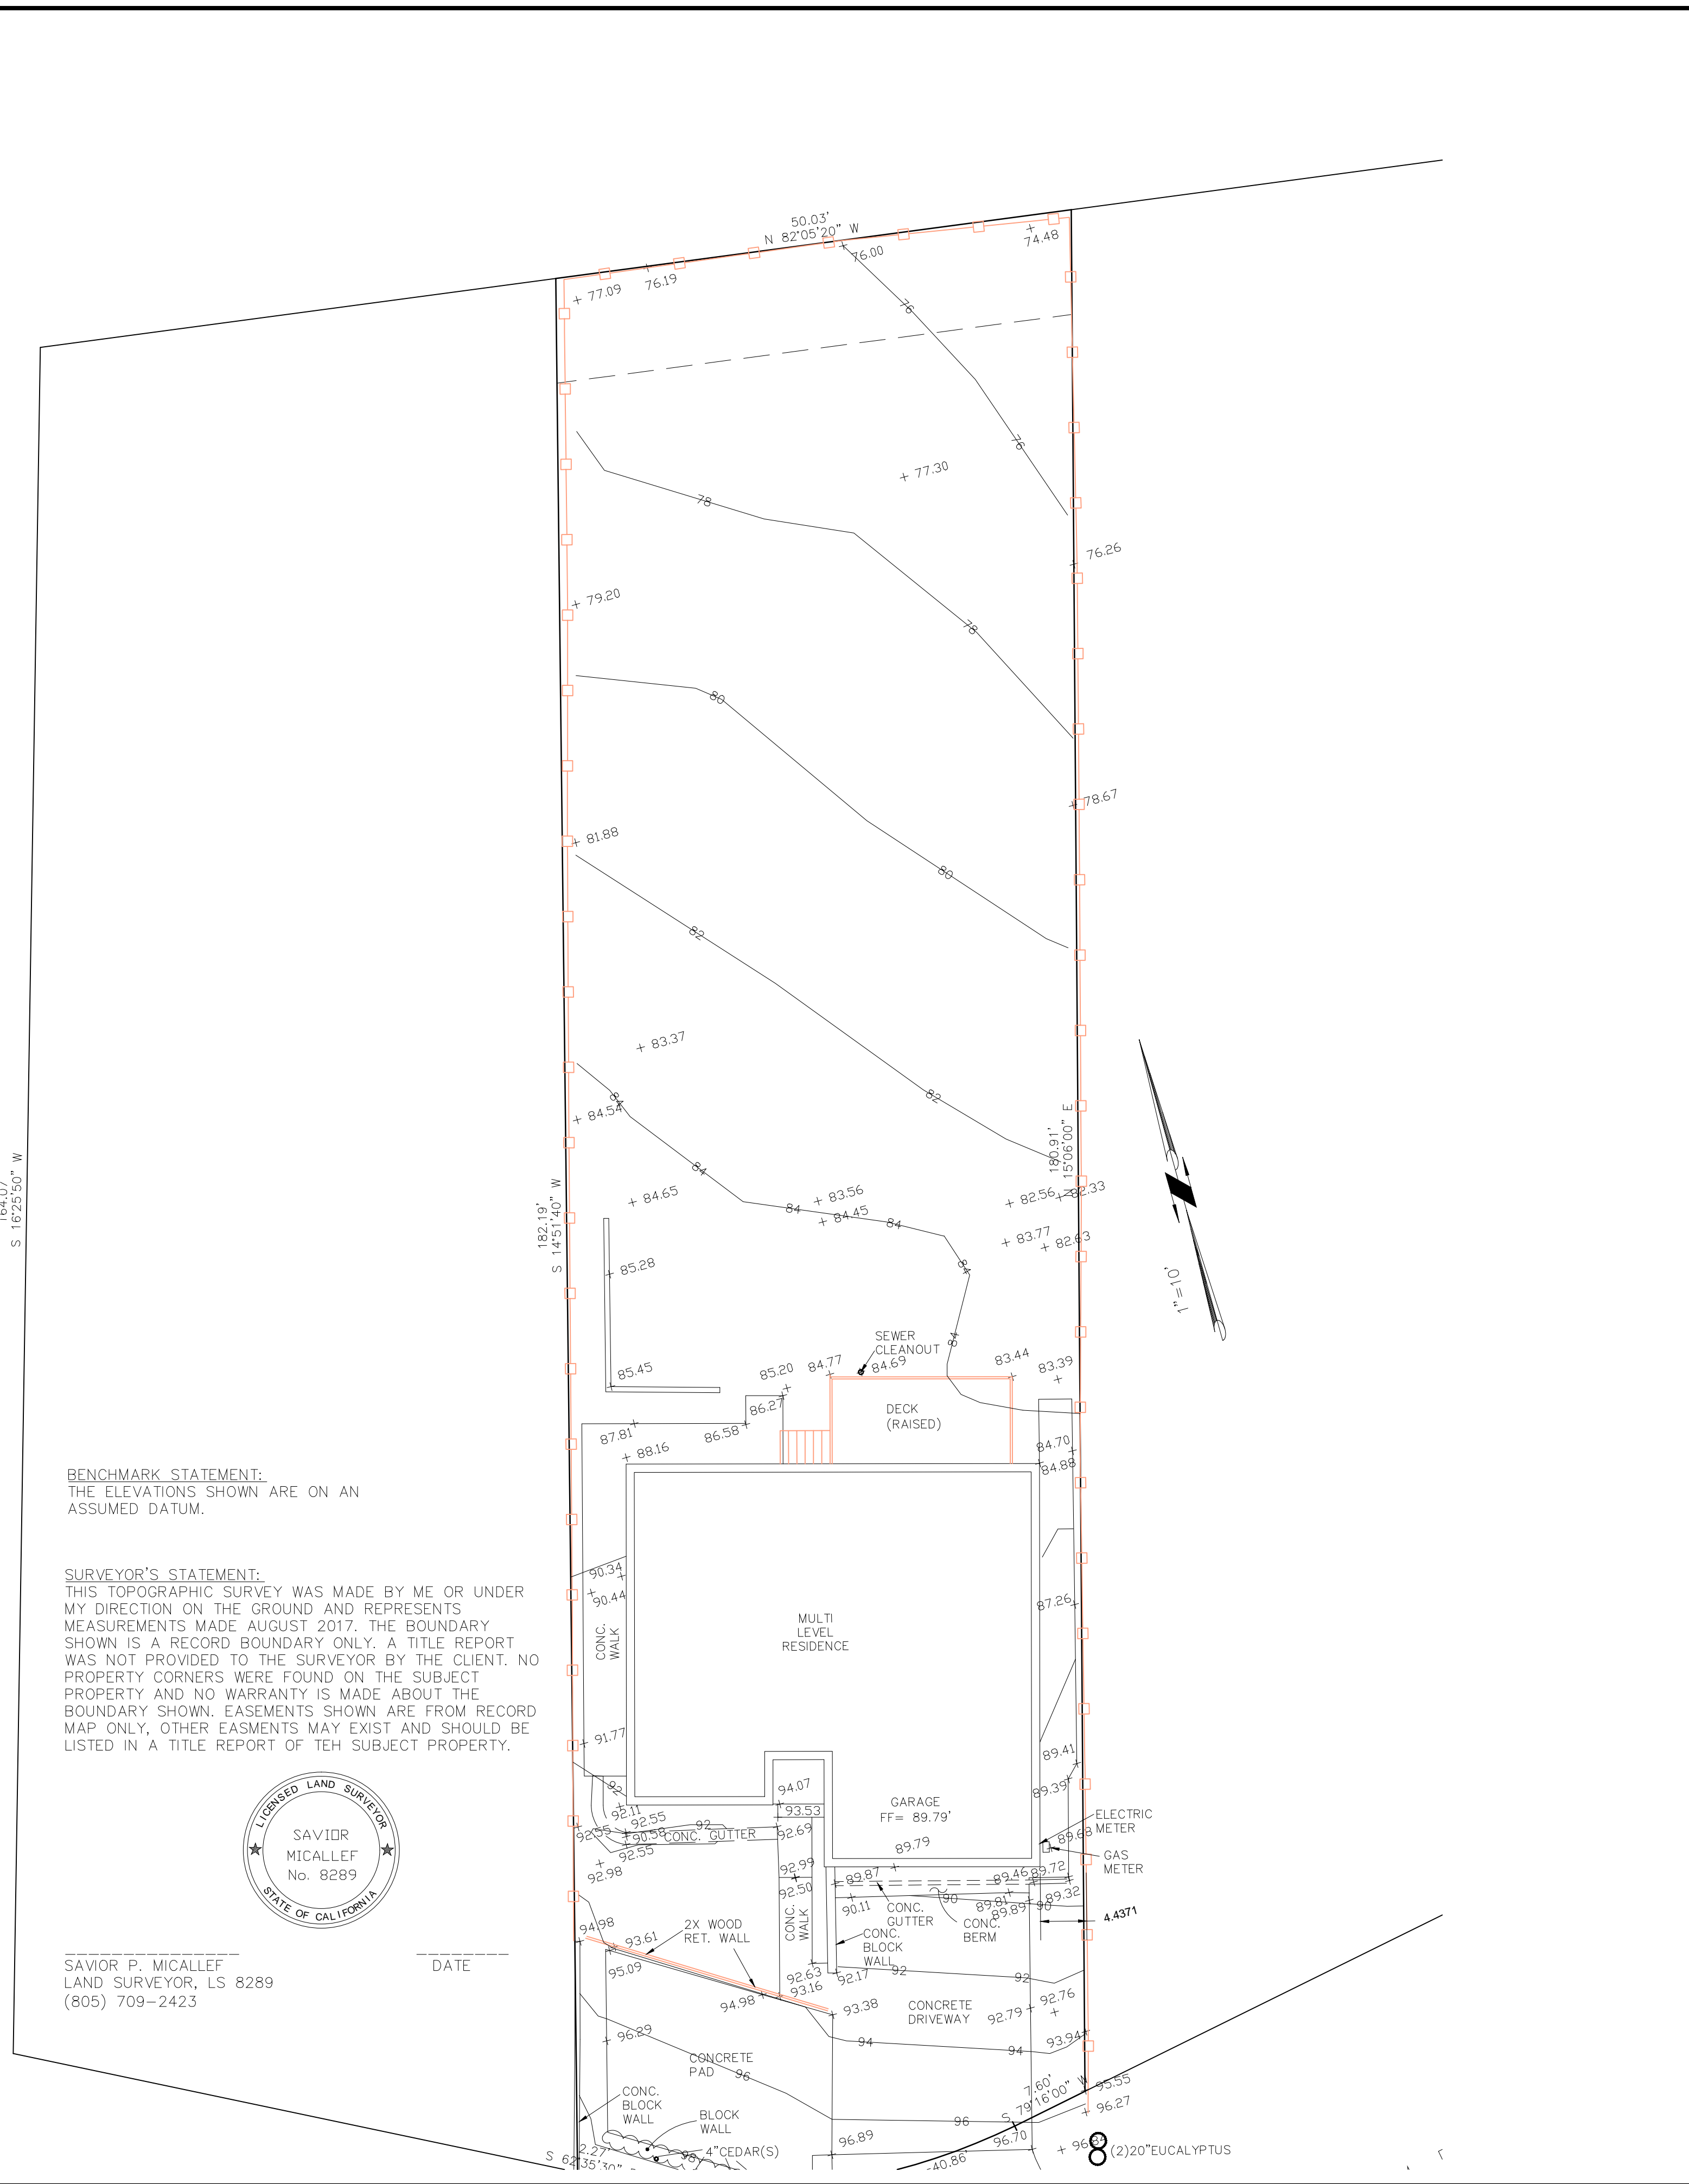 50.03'
N 82°05'20" W
74.48
76.00
76.19
+ 77.09
76
76
+ 77.30
78
76.26
+ 79.20
78
80
78.67
+ 81.88
80
82
+ 83.37
82
84
+ 84.54
180.91'
N 15°06'00" E
S 16°25'50" W
84
182.19'
S 14°51'40" W
+ 84.65
+ 83.56
+ 82.56
82.33
84
+ 84.45
84
+ 83.77
+ 82.63
84
+ 85.28
1"=10'
84
SEWER
CLEANOUT
85.45
85.20
84.77
84.69
83.44
83.39
86.27
DECK
(RAISED)
87.81
86.58
+ 88.16
84.70
84.88
BENCHMARK STATEMENT:
THE ELEVATIONS SHOWN ARE ON AN
ASSUMED DATUM.
SURVEYOR'S STATEMENT:
THIS TOPOGRAPHIC SURVEY WAS MADE BY ME OR UNDER
MY DIRECTION ON THE GROUND AND REPRESENTS
MEASUREMENTS MADE AUGUST 2017. THE BOUNDARY
SHOWN IS A RECORD BOUNDARY ONLY. A TITLE REPORT
WAS NOT PROVIDED TO THE SURVEYOR BY THE CLIENT. NO
PROPERTY CORNERS WERE FOUND ON THE SUBJECT
PROPERTY AND NO WARRANTY IS MADE ABOUT THE
BOUNDARY SHOWN. EASEMENTS SHOWN ARE FROM RECORD
MAP ONLY, OTHER EASMENTS MAY EXIST AND SHOULD BE
LISTED IN A TITLE REPORT OF TEH SUBJECT PROPERTY.
90.34
90.44
CONC.
WALK
MULTI
LEVEL
RESIDENCE
87.26
91.77
89.41
89.39
92
94.07
93.53
GARAGE
FF= 89.79'
92.11
92.55
92
92.55
90.58
CONC. GUTTER
92.69
92.55
92.98
89.79
ELECTRIC
METER
89.68
GAS
METER
92.99
89.87
89.46
89.72
92.50
90.11
90
89.81
89.89
90
89.32
CONC.
GUTTER
CONC.
BERM
4.4371
CONC.
WALK
CONC.
BLOCK
WALL
94.98
93.61
2X WOOD
RET. WALL
95.09
92.63
92.17
92
92
94.98
93.16
93.38
CONCRETE
DRIVEWAY
92.79
92.76
93.94
+ 96.29
94
94
CONCRETE
PAD
96
CONC.
BLOCK
WALL
BLOCK
WALL
7.60'
S 79°16'00" W
95.55
96.27
96
96.89
96.70
+ 96.84
(2)20"EUCALYPTUS
4"CEDAR(S)
98
2.27'
S 62°35'30"
40.86'
LICENSED LAND SURVEYOR
SAVIOR
MICALLEF
No. 8289
STATE OF CALIFORNIA
SAVIOR P. MICALLEF
DATE
LAND SURVEYOR, LS 8289
(805) 709-2423